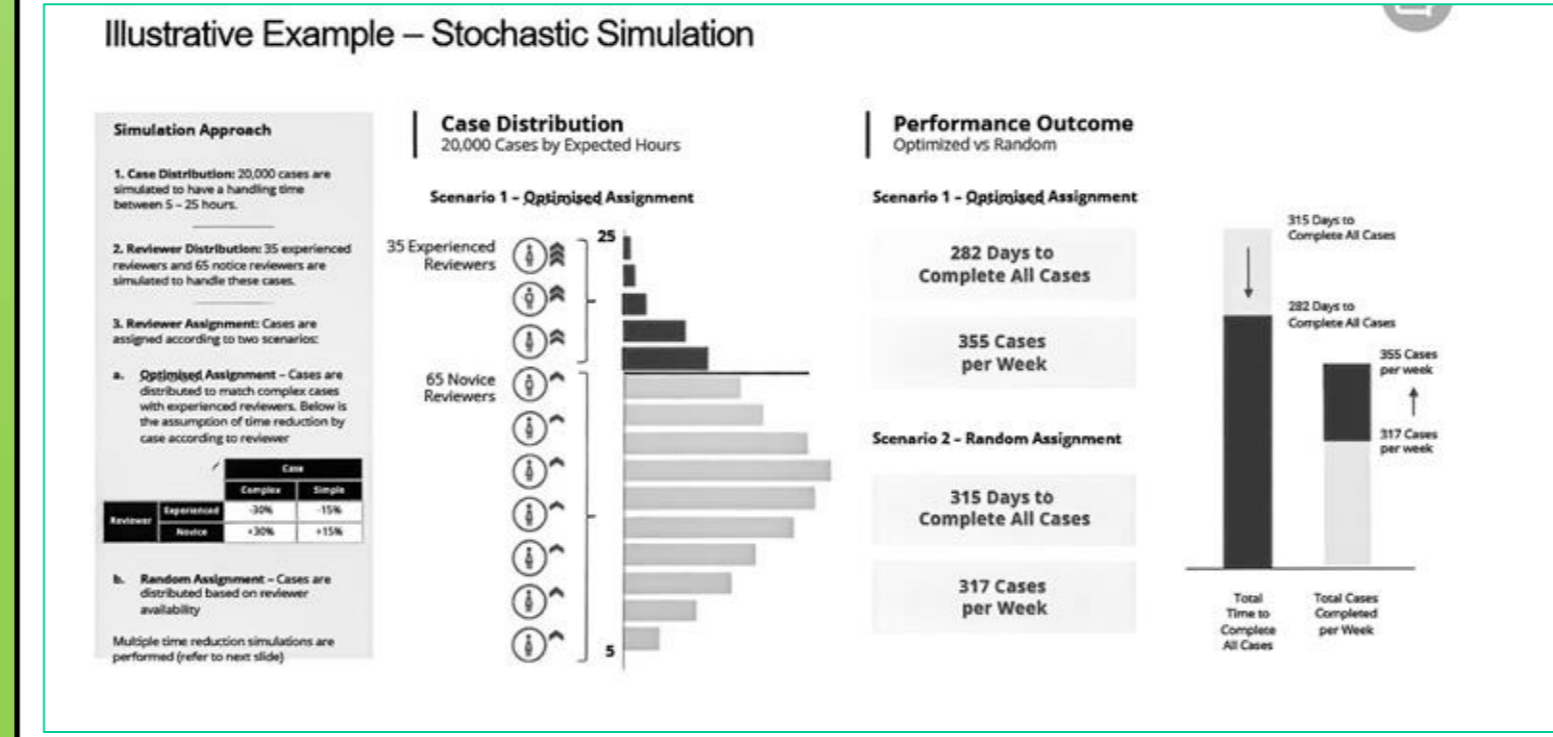 Illustrative Example – Stochastic Simulation
Simulation Approach
1. Case Distribution: 20,000 cases are
simulated to have a handling time
between 5 – 25 hours.
2. Reviewer Distribution: 35 experienced
reviewers and 65 notice reviewers are
simulated to handle these cases.
3. Reviewer Assignment: Cases are
assigned according to two scenarios:
a. Optimised Assignment – Cases are
distributed to match complex cases
with experienced reviewers. Below is
the assumption of time reduction by
case according to reviewer
Case
Complex Simple
Reviewer
Experienced -30% -15%
Novice +30% +15%
b. Random Assignment – Cases are
distributed based on reviewer
availability
Multiple time reduction simulations are
performed (refer to next slide)
Case Distribution
20,000 Cases by Expected Hours
Scenario 1 – Optimised Assignment
35 Experienced
Reviewers
25
65 Novice
Reviewers
5
Performance Outcome
Optimized vs Random
Scenario 1 – Optimised Assignment
282 Days to
Complete All Cases
355 Cases
per Week
Scenario 2 – Random Assignment
315 Days to
Complete All Cases
317 Cases
per Week
315 Days to
Complete All Cases
282 Days to
Complete All Cases
355 Cases
per week
317 Cases
per week
Total
Time to
Complete
All Cases
Total Cases
Completed
per Week